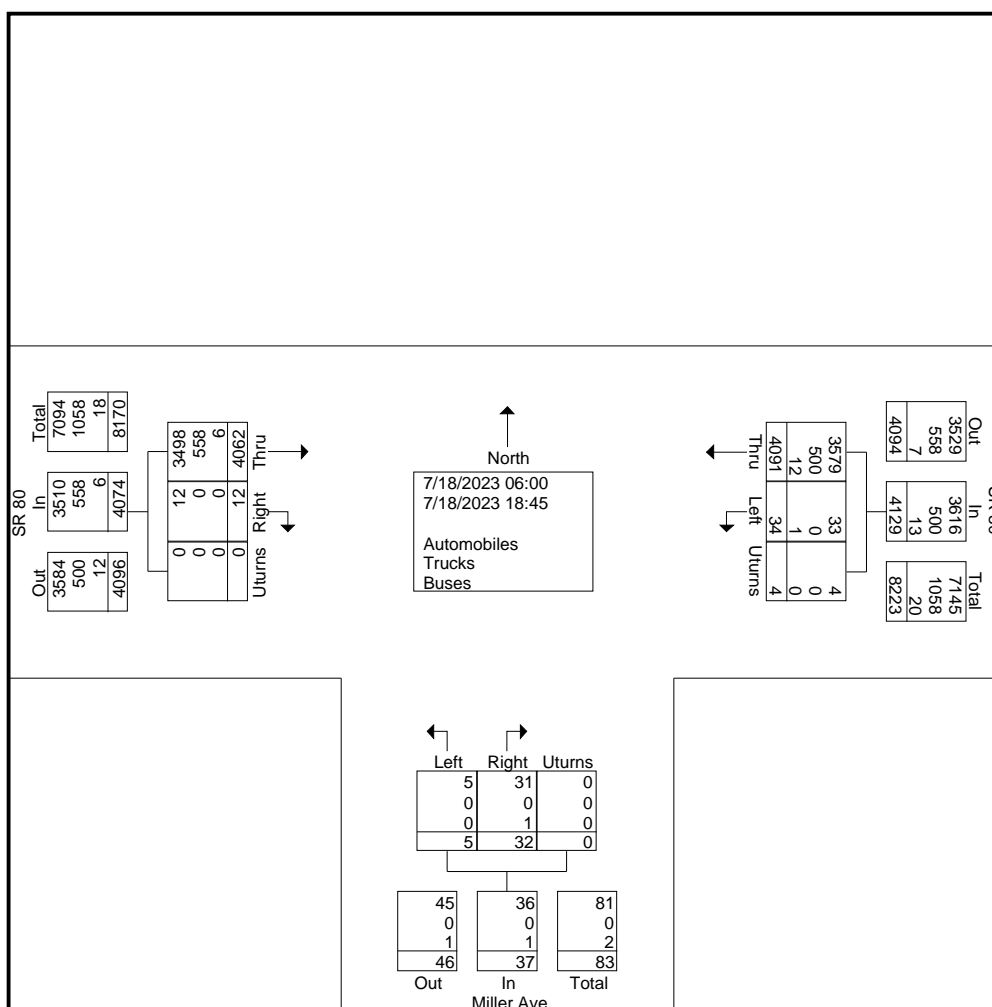 North
7/18/2023 06:00
7/18/2023 18:45
Automobiles
Trucks
Buses
SR 80
Out In Total
3584 3510 7094
500 558 1058
12 6 18
4096 4074 8170
Uturns Right Thru
0 12 3498
0 0 558
0 0 6
0 12 4062
Out In Total
3529 3616 7145
558 500 1058
7 13 20
4094 4129 8223
Thru Left Uturns
3579 33 4
500 0 0
12 1 0
4091 34 4
Left Right Uturns
5 31 0
0 0 0
0 1 0
5 32 0
45 36 81
0 0 0
1 1 2
46 37 83
Out In Total
Miller Ave